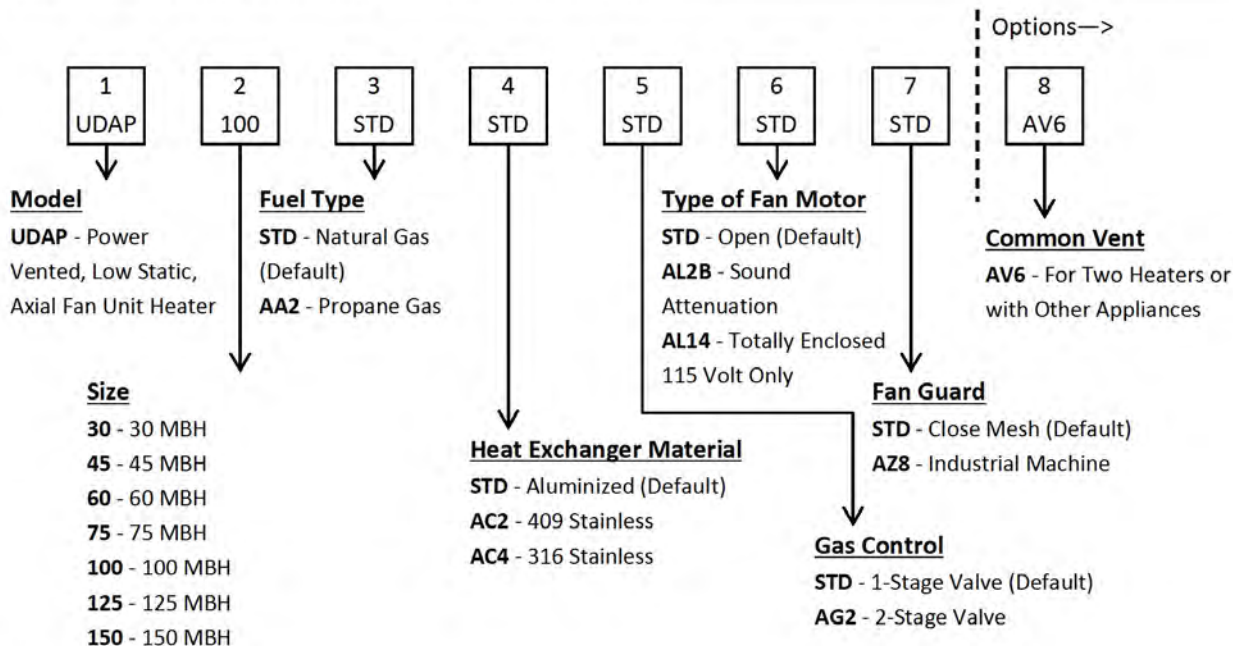 Options—>
1
UDAP
2
100
3
STD
4
STD
5
STD
6
STD
7
STD
8
AV6
Model
UDAP - Power
Vented, Low Static,
Axial Fan Unit Heater
Fuel Type
STD - Natural Gas
(Default)
AA2 - Propane Gas
Type of Fan Motor
STD - Open (Default)
AL2B - Sound
Attenuation
AL14 - Totally Enclosed
115 Volt Only
Common Vent
AV6 - For Two Heaters or
with Other Appliances
Size
30 - 30 MBH
45 - 45 MBH
60 - 60 MBH
75 - 75 MBH
100 - 100 MBH
125 - 125 MBH
150 - 150 MBH
Heat Exchanger Material
STD - Aluminized (Default)
AC2 - 409 Stainless
AC4 - 316 Stainless
Fan Guard
STD - Close Mesh (Default)
AZ8 - Industrial Machine
Gas Control
STD - 1-Stage Valve (Default)
AG2 - 2-Stage Valve